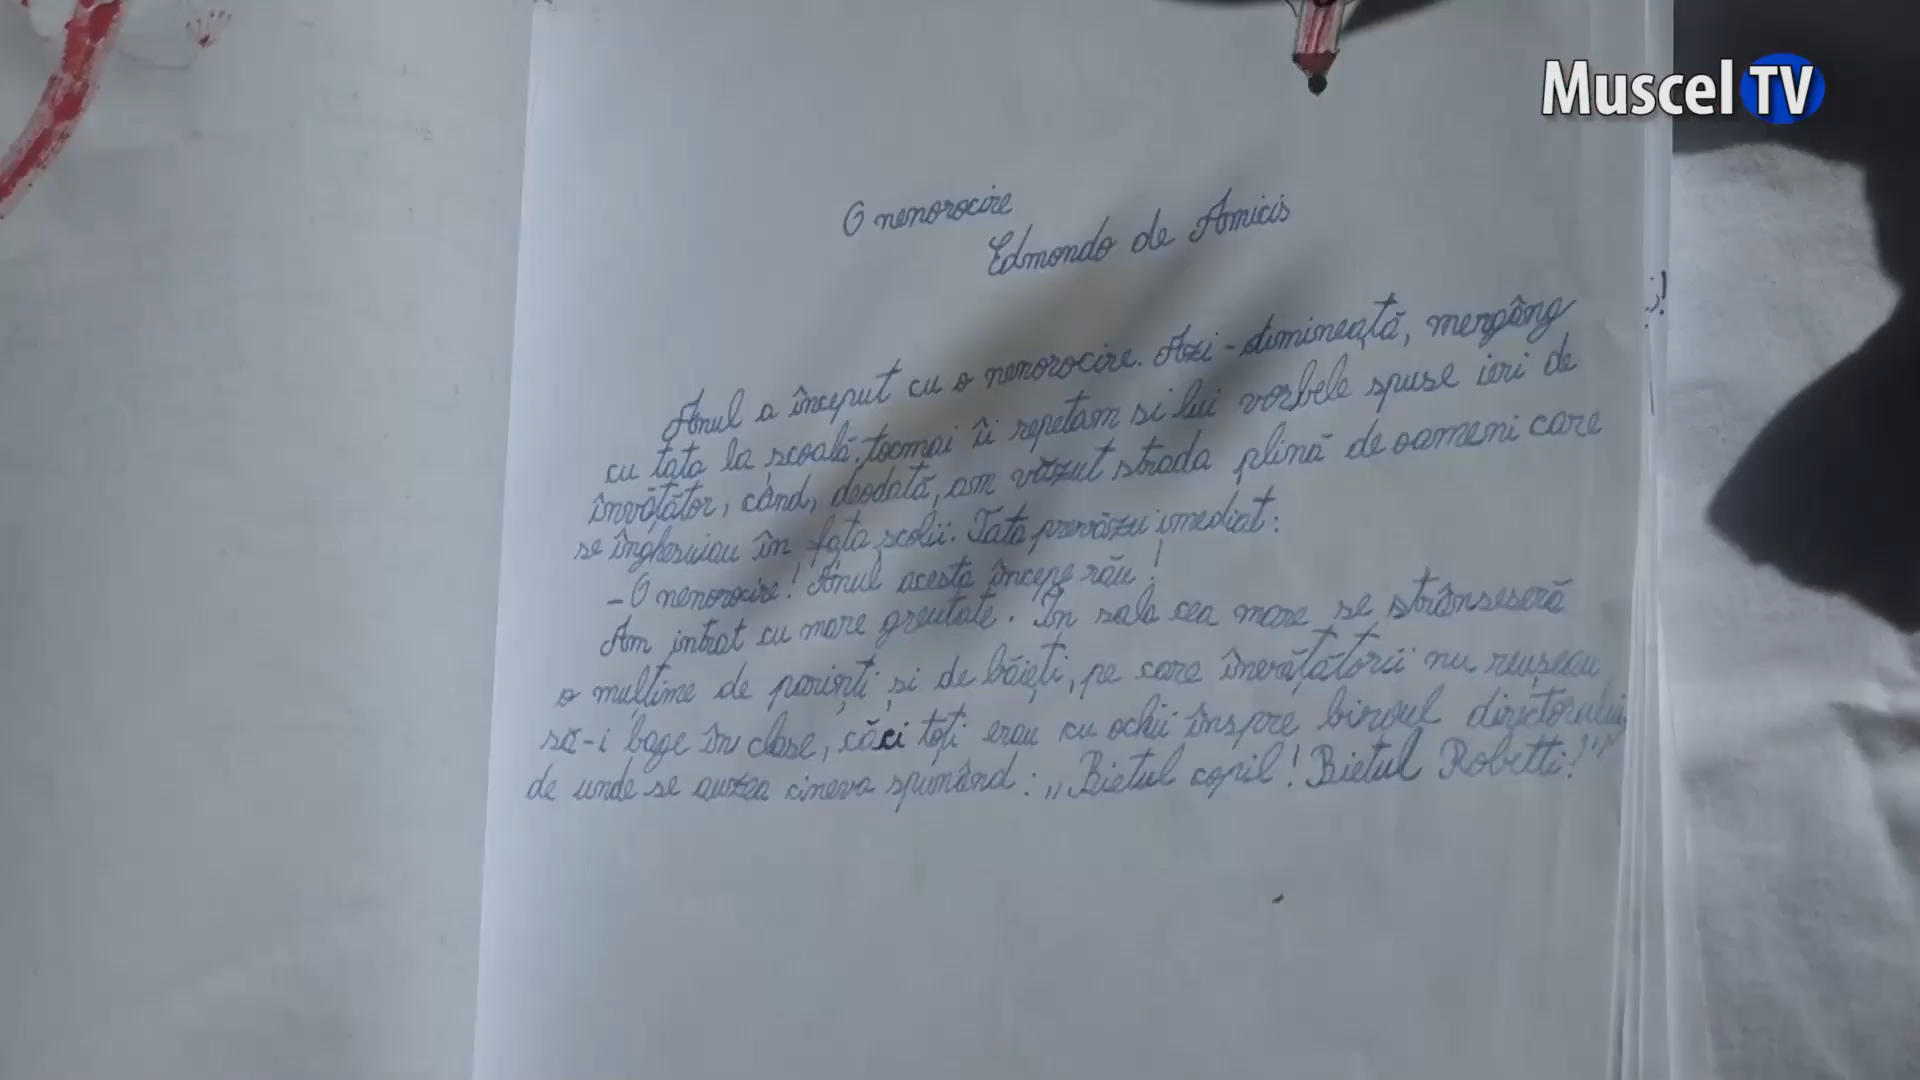 Muscel TV
O nenorocire
Edmondo de Amicis
Anul a început cu o nenorocire. Azi-dimineață, mergâng
cu tata la școală, tocmai îi repetam si lui vorbele spuse ieri de
învățător, când, deodată, am văzut strada plină de oameni care
se înghesuiau în fața școlii. Tata prevăzu imediat:
- O nenorocire! Anul acesta începe rău!
Am intrat cu mare greutate. În sala cea mare se strânseseră
o mulțime de parinți și de băieți, pe care învățătorii nu reușeau
să-i bage în clase, căci toți erau cu ochii înspre biroul directorului
de unde se auzea cineva spunând: „Bietul copil! Bietul Robetti!"